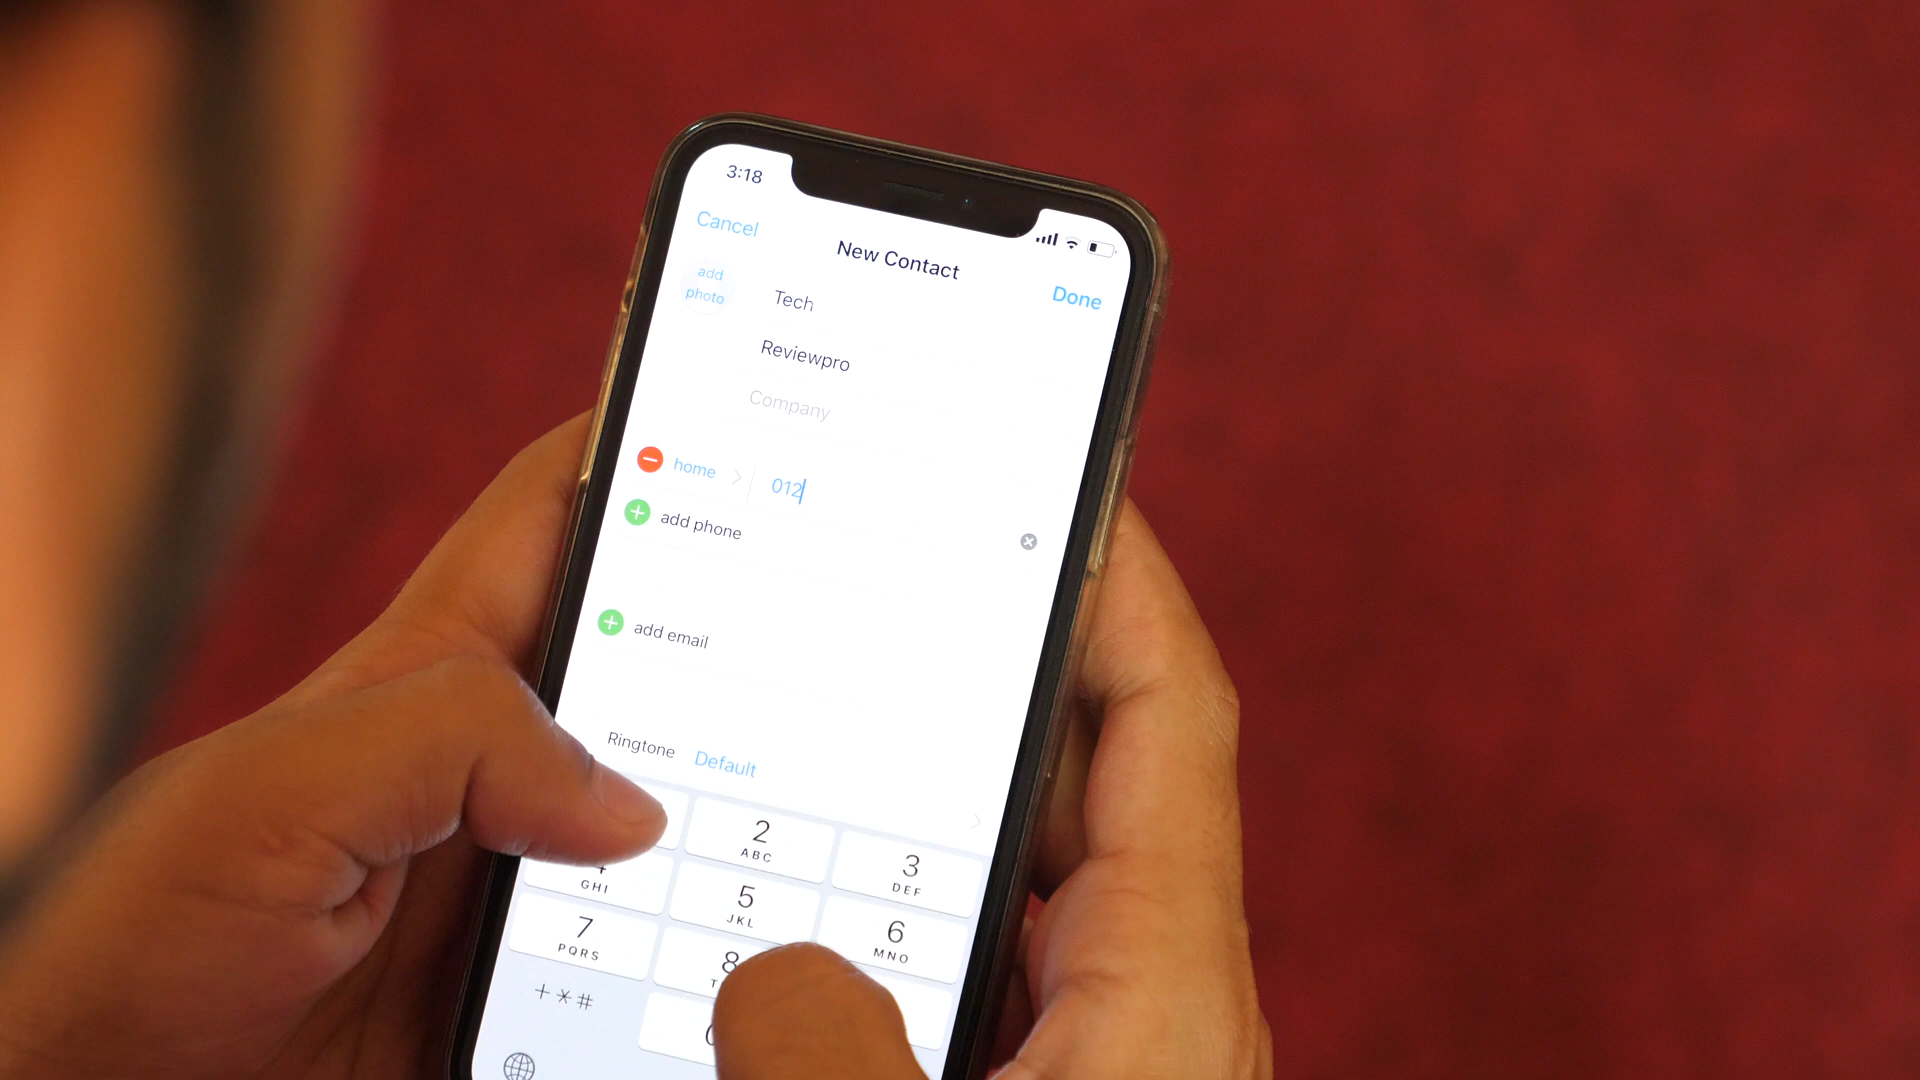 3:18
Cancel
New Contact
Done
add
photo
Tech
Reviewpro
Company
home
012
add phone
add email
Ringtone Default
2
ABC
3
DEF
GHI
5
JKL
6
MNO
7
PQRS
8
+*#